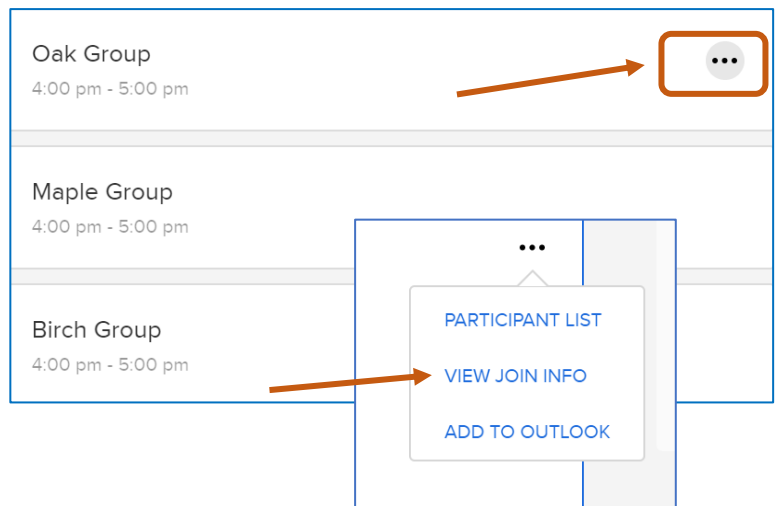 Oak Group
4:00 pm - 5:00 pm
Maple Group
4:00 pm - 5:00 pm
Birch Group
4:00 pm - 5:00 pm
PARTICIPANT LIST
VIEW JOIN INFO
ADD TO OUTLOOK